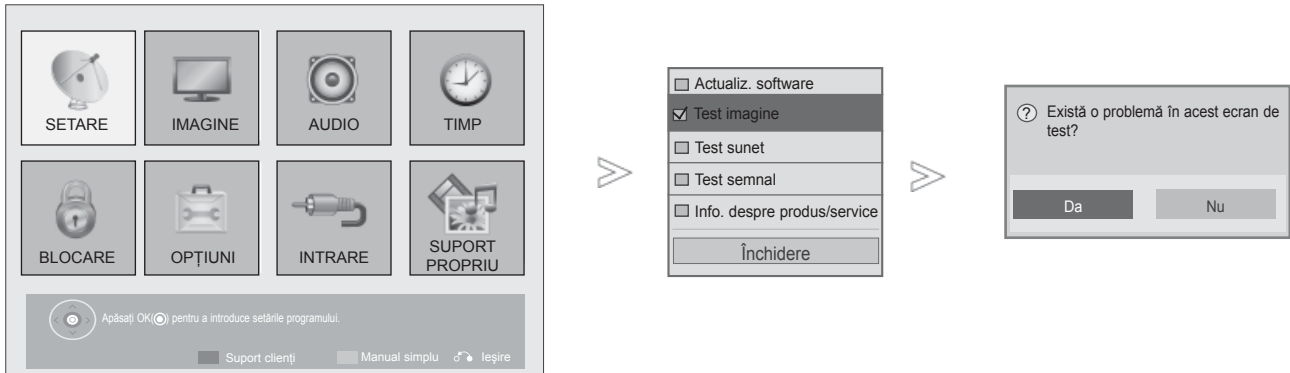 SETARE
IMAGINE
AUDIO
TIMP
BLOCARE
OPȚIUNI
INTRARE
SUPORT
PROPRIU
Apăsați OK(◉) pentru a introduce setările programului.
Suport clienți
Manual simplu
Ieșire
Actualiz. software
Test imagine
Test sunet
Test semnal
Info. despre produs/service
Închidere
? Există o problemă în acest ecran de
test?
Da
Nu